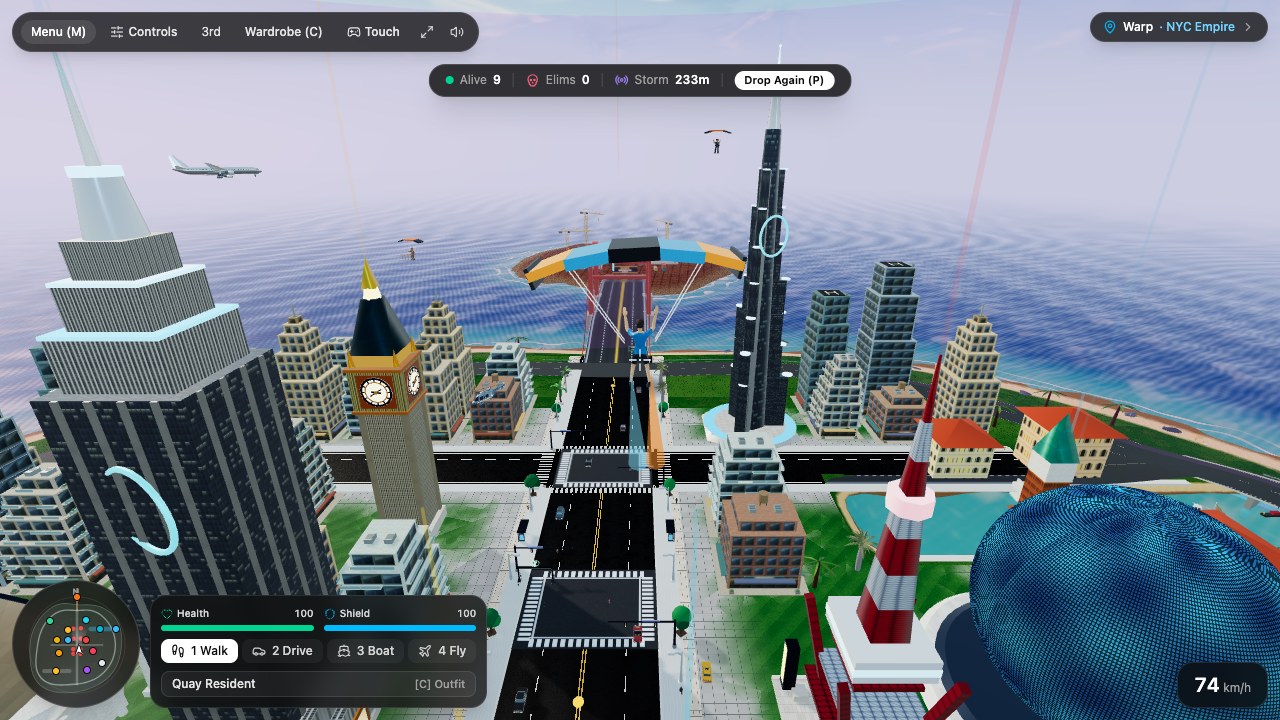 Menu (M) Controls 3rd Wardrobe (C) Touch
Warp · NYC Empire
Alive 9 Elims 0 Storm 233m Drop Again (P)
N
Health 100 Shield 100
1 Walk 2 Drive 3 Boat 4 Fly
Quay Resident [C] Outfit
74 km/h